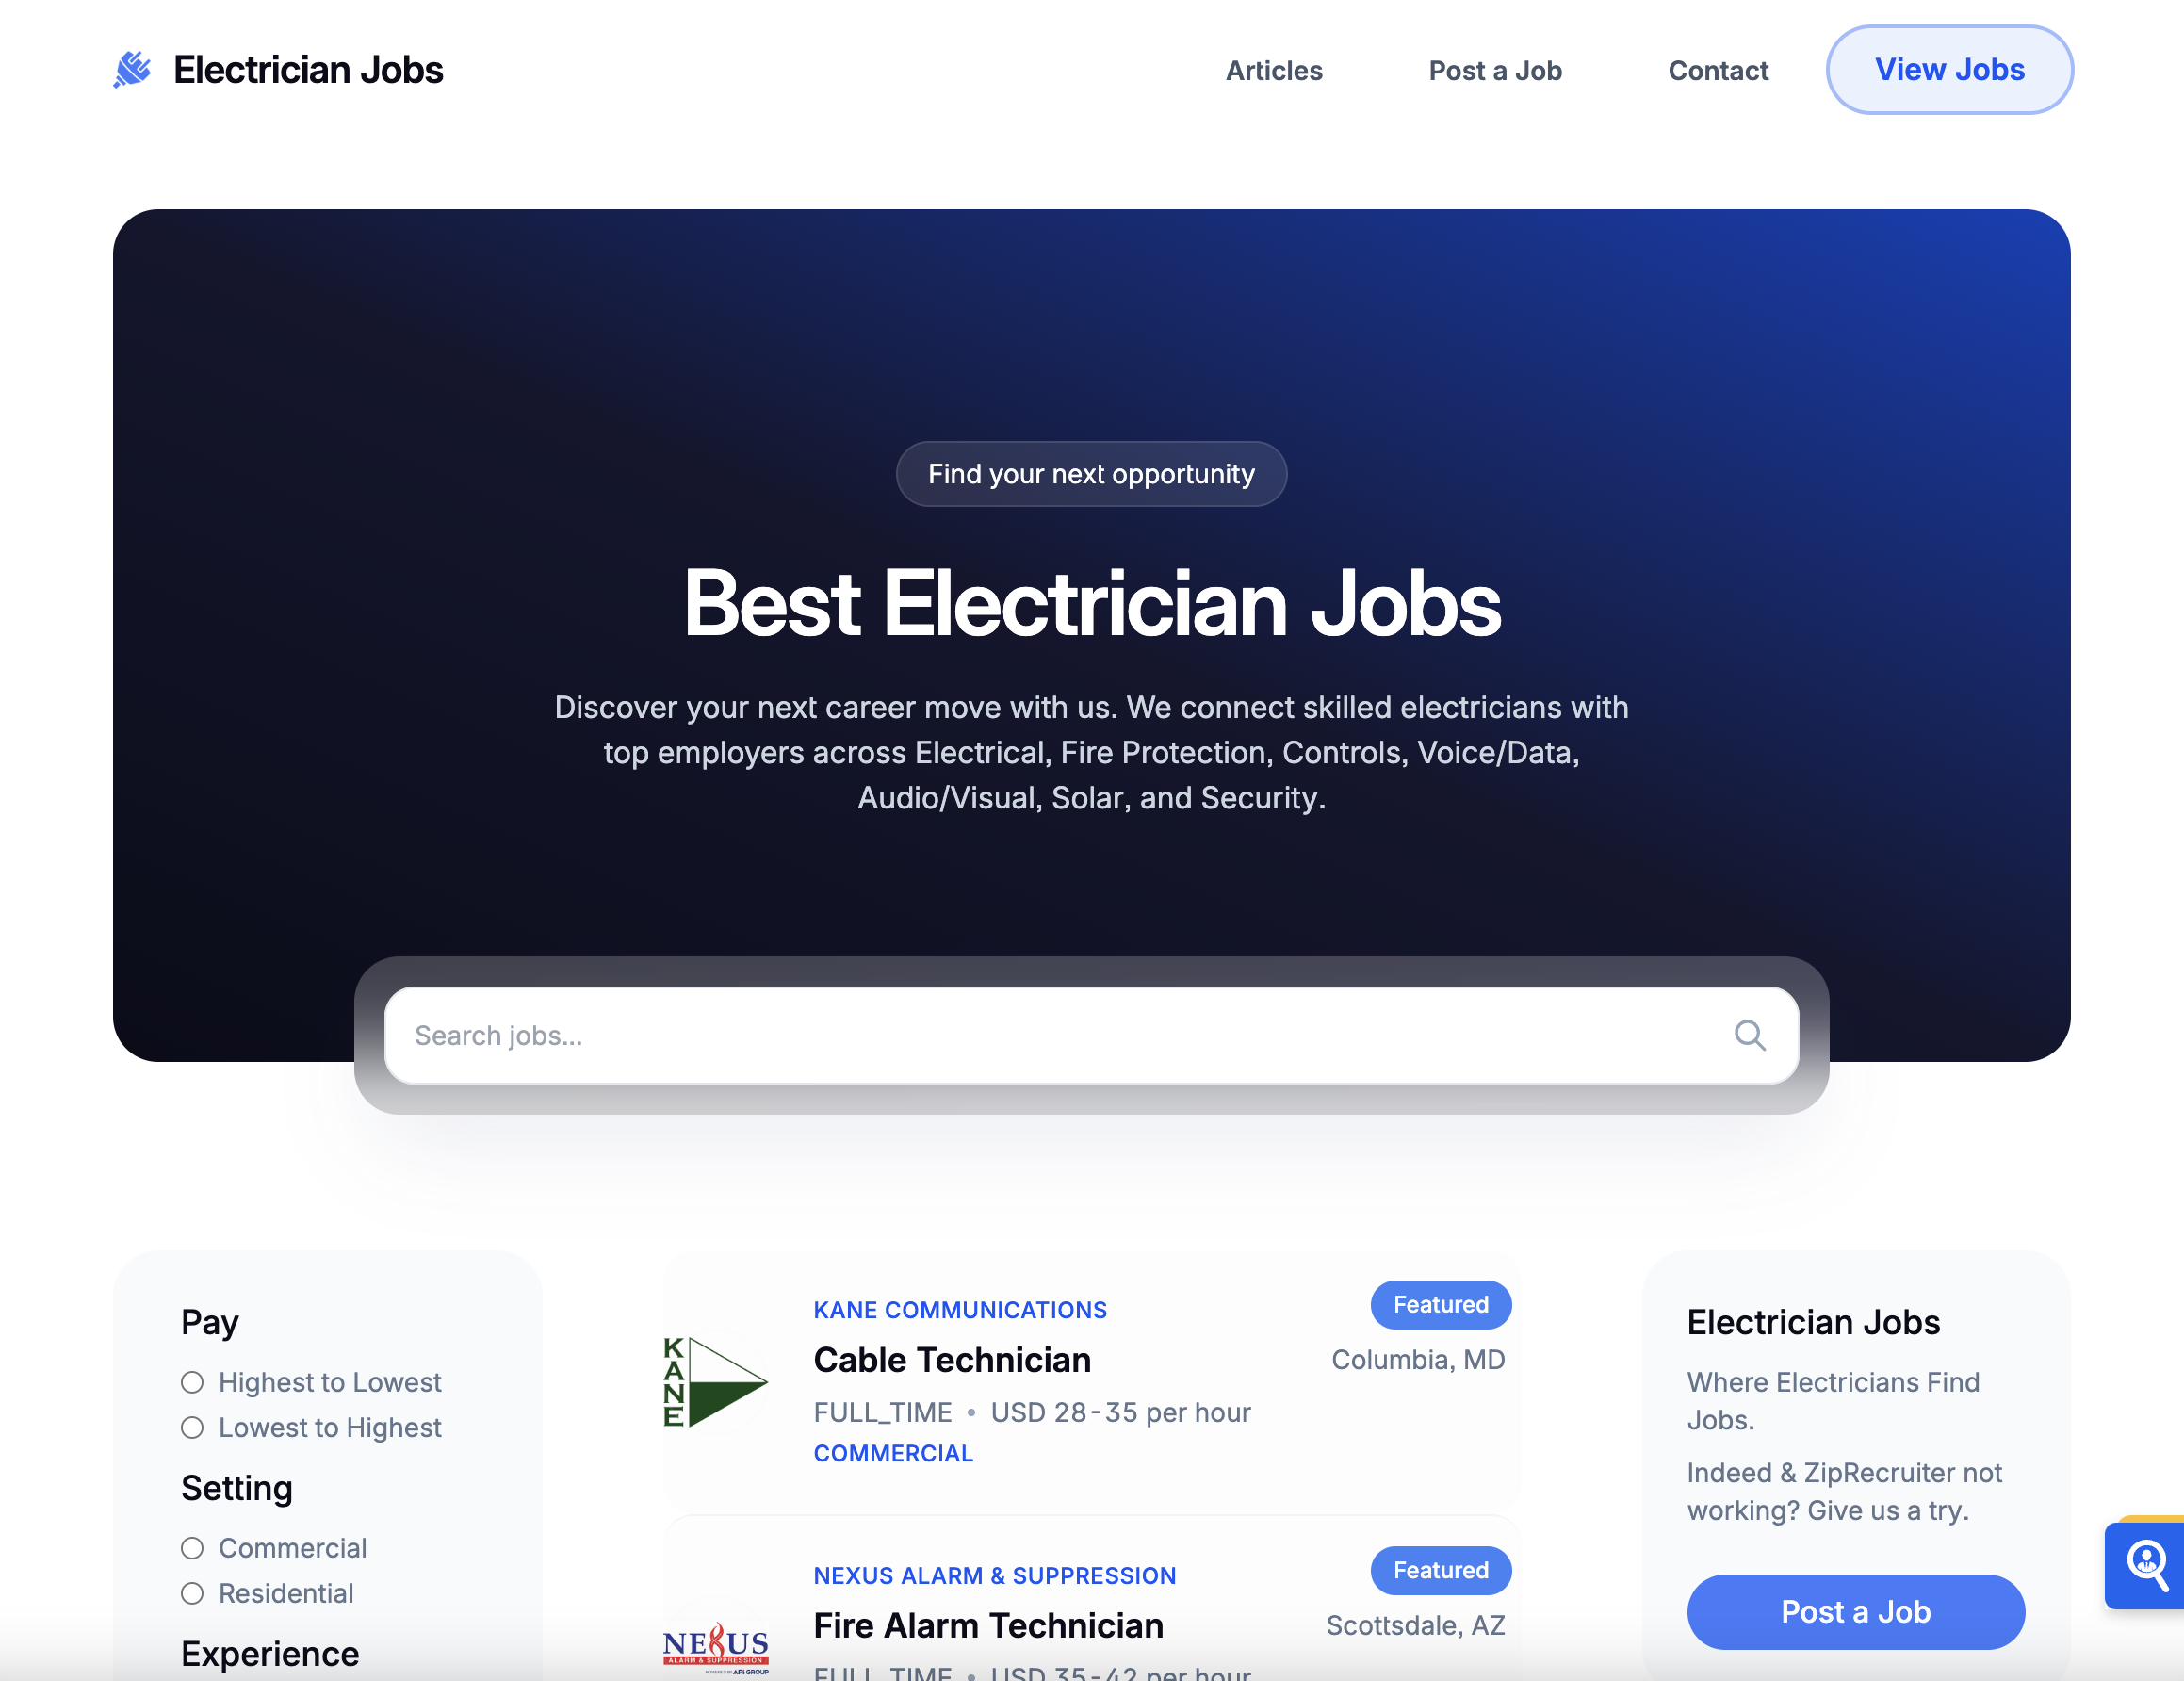 Electrician Jobs
Articles
Post a Job
Contact
View Jobs
Find your next opportunity
Best Electrician Jobs
Discover your next career move with us. We connect skilled electricians with
top employers across Electrical, Fire Protection, Controls, Voice/Data,
Audio/Visual, Solar, and Security.
Search jobs...
Pay
Highest to Lowest
Lowest to Highest
Setting
Commercial
Residential
Experience
KANE
KANE COMMUNICATIONS
Featured
Cable Technician
Columbia, MD
FULL_TIME • USD 28-35 per hour
COMMERCIAL
NEXUS
ALARM & SUPPRESSION
POWERED BY APi GROUP
NEXUS ALARM & SUPPRESSION
Featured
Fire Alarm Technician
Scottsdale, AZ
FULL_TIME • USD 35-42 per hour
Electrician Jobs
Where Electricians Find
Jobs.
Indeed & ZipRecruiter not
working? Give us a try.
Post a Job